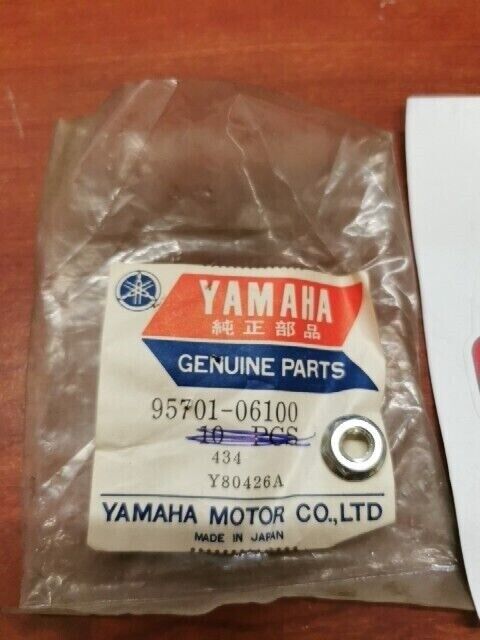 YAMAHA
純正部品
GENUINE PARTS
95701-06100
10 PCS
434
Y80426A
YAMAHA MOTOR CO.,LTD
MADE IN JAPAN